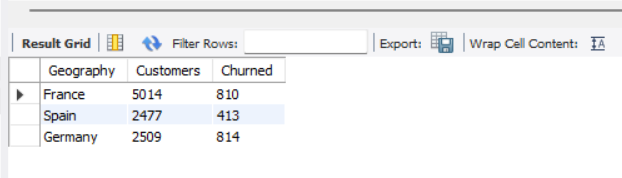 Result Grid Filter Rows: Export: Wrap Cell Content: IA
Geography Customers Churned
France 5014 810
Spain 2477 413
Germany 2509 814